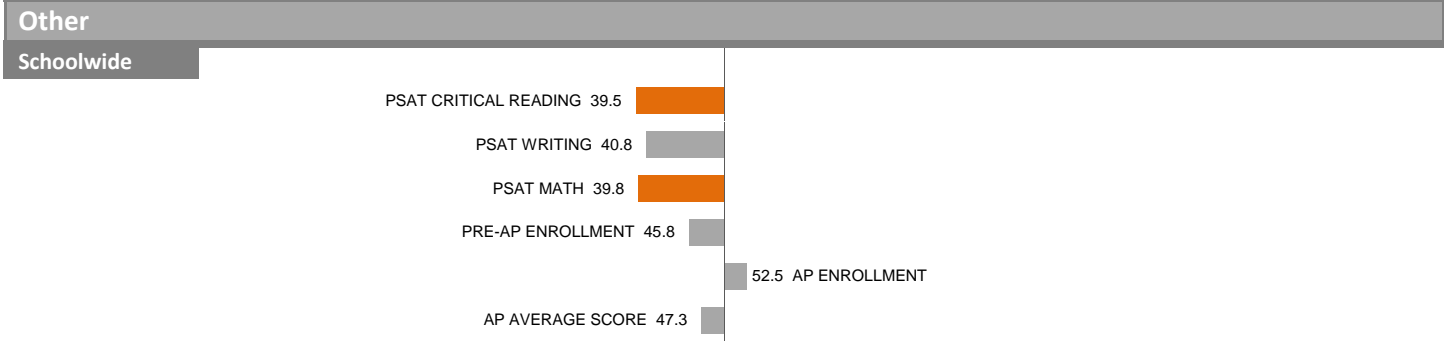 Other
Schoolwide
PSAT CRITICAL READING 39.5
PSAT WRITING 40.8
PSAT MATH 39.8
PRE-AP ENROLLMENT 45.8
52.5 AP ENROLLMENT
AP AVERAGE SCORE 47.3